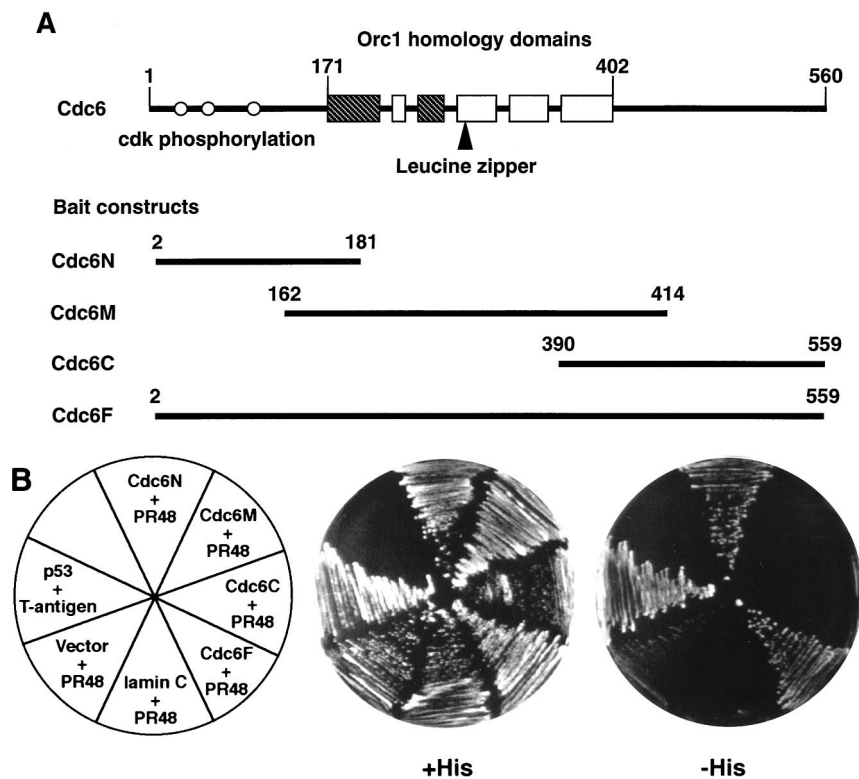 A
Orc1 homology domains
1 171 402 560
Cdc6
cdk phosphorylation
Leucine zipper
Bait constructs
2 181
Cdc6N
162 414
Cdc6M
390 559
Cdc6C
2 559
Cdc6F
B
Cdc6N
+
PR48
Cdc6M
+
PR48
Cdc6C
+
PR48
Cdc6F
+
PR48
lamin C
+
PR48
Vector
+
PR48
p53
+
T-antigen
+His
-His